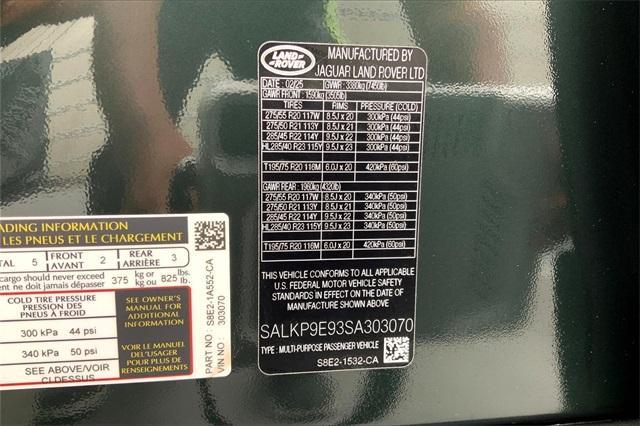 LAND
ROVER
MANUFACTURED BY
JAGUAR LAND ROVER LTD
DATE : 02/25 GVWR : 3380kg (7450lb)
GAWR FRONT : 1590kg (3505lb)
TIRES RIMS PRESSURE (COLD)
275/55 R20 117W 8.5J x 20 300kPa (44psi)
275/50 R21 113Y 8.5J x 21 300kPa (44psi)
285/45 R22 114Y 9.5J x 22 300kPa (44psi)
HL285/40 R23 115Y 9.5J x 23 300kPa (44psi)
T195/75 R20 116M 6.0J x 20 420kPa (60psi)
GAWR REAR : 1960kg (4320lb)
275/55 R20 117W 8.5J x 20 340kPa (50psi)
275/50 R21 113Y 8.5J x 21 340kPa (50psi)
285/45 R22 114Y 9.5J x 22 340kPa (50psi)
HL285/40 R23 115Y 9.5J x 23 340kPa (50psi)
T195/75 R20 116M 6.0J x 20 420kPa (60psi)
THIS VEHICLE CONFORMS TO ALL APPLICABLE
U.S. FEDERAL MOTOR VEHICLE SAFETY
STANDARDS IN EFFECT ON THE DATE OF
MANUFACTURE SHOWN ABOVE
SALKP9E93SA303070
TYPE : MULTI-PURPOSE PASSENGER VEHICLE
S8E2-1532-CA
ADING INFORMATION
LES PNEUS ET LE CHARGEMENT
TAL 5 FRONT AVANT 2 REAR ARRIÈRE 3
cargo should never exceed 375 kg or 825 lbs.
ent ne doit jamais dépasser kg ou lb.
COLD TIRE PRESSURE
PRESSION DES
PNEUS À FROID
300 kPa 44 psi
340 kPa 50 psi
SEE ABOVE/VOIR
CI-DESSUS
SEE OWNER'S
MANUAL FOR
ADDITIONAL
INFORMATION
VOIR LE MANUEL
DE L'USAGER
POUR PLUS DE
RENSEIGNEMENTS
PART NO : S8E2-1A552-CA
VIN NO : 303070